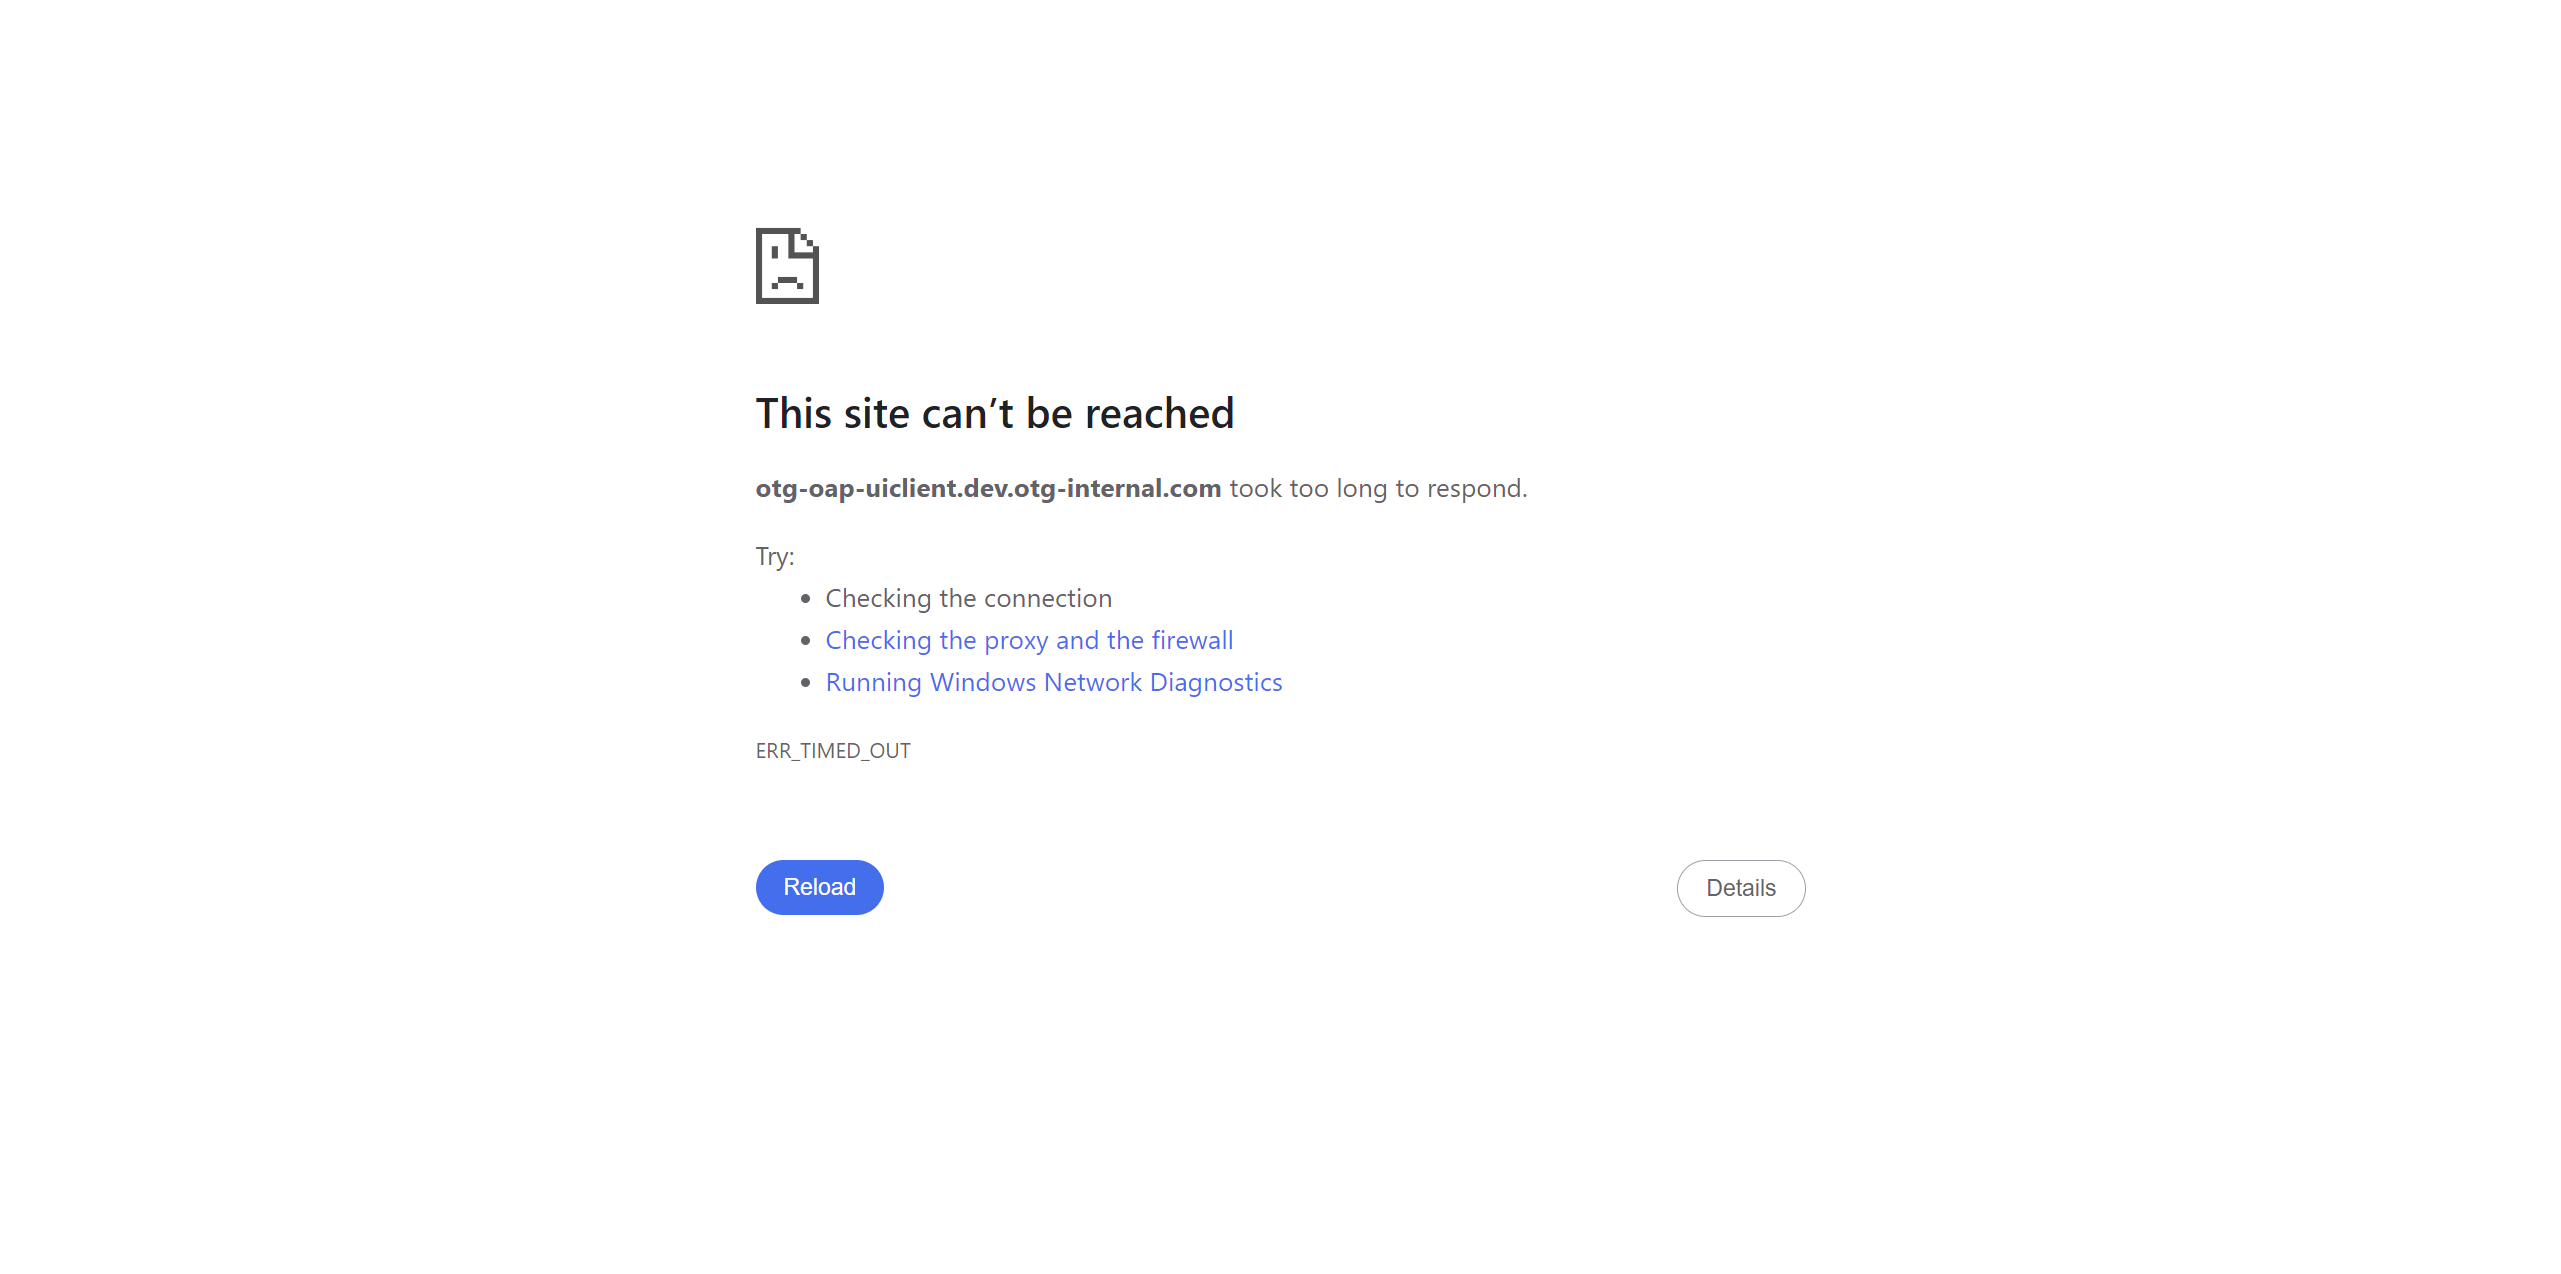 This site can’t be reached
otg-oap-uiclient.dev.otg-internal.com took too long to respond.
Try:
Checking the connection
Checking the proxy and the firewall
Running Windows Network Diagnostics
ERR_TIMED_OUT
Reload
Details